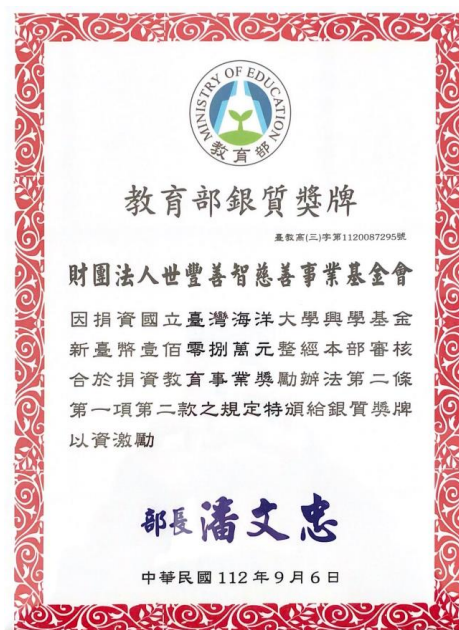 MINISTRY OF EDUCATION
教育部
教育部銀質獎牌
臺教高(三)字第1120087295號
財團法人世豐善智慈善事業基金會
因捐資國立臺灣海洋大學興學基金
新臺幣壹佰零捌萬元整經本部審核
合於捐資教育事業獎勵辦法第二條
第一項第二款之規定特頒給銀質獎牌
以資激勵
部長潘文忠
中華民國112年9月6日